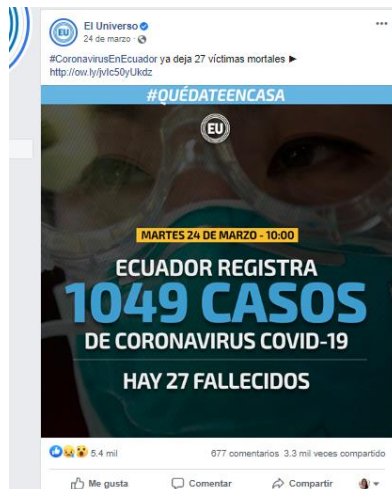 El Universo
24 de marzo ·
#CoronavirusEnEcuador ya deja 27 víctimas mortales ►
http://ow.ly/jvIc50yUkdz
#QUÉDATEENCASA
EU
MARTES 24 DE MARZO - 10:00
ECUADOR REGISTRA
1049 CASOS
DE CORONAVIRUS COVID-19
HAY 27 FALLECIDOS
5.4 mil 677 comentarios 3.3 mil veces compartido
Me gusta Comentar Compartir